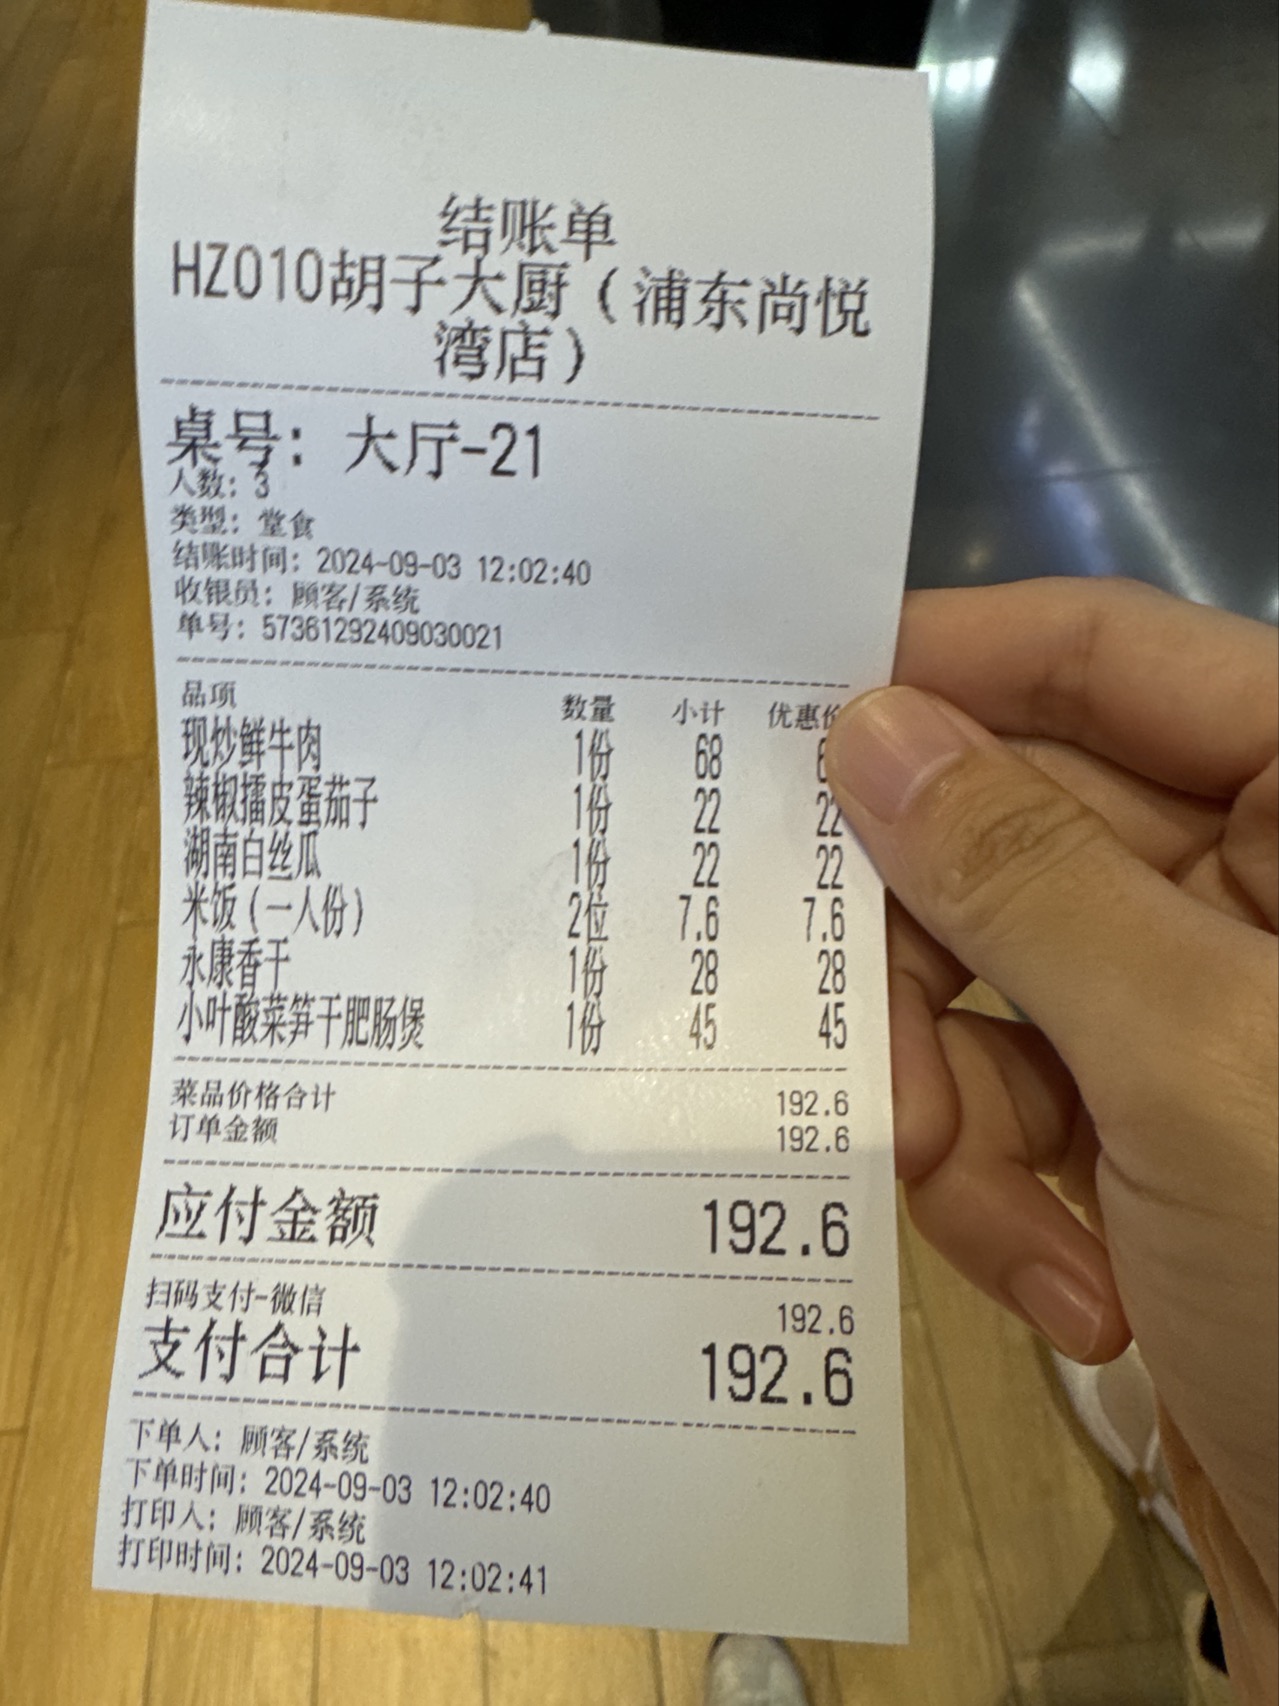 结账单
HZ010胡子大厨（浦东尚悦
湾店）
桌号：大厅-21
人数：3
类型：堂食
结账时间：2024-09-03 12:02:40
收银员：顾客/系统
单号：573612922409030021
品项 数量 小计 优惠价
现炒鲜牛肉 1份 68
辣椒擂皮蛋茄子 1份 22 22
湖南白丝瓜 1份 22 22
米饭（一人份） 2位 7.6 7.6
永康香干 1份 28 28
小叶酸菜笋干肥肠煲 1份 45 45
菜品价格合计 192.6
订单金额 192.6
应付金额 192.6
扫码支付-微信 192.6
支付合计 192.6
下单人：顾客/系统
下单时间：2024-09-03 12:02:40
打印人：顾客/系统
打印时间：2024-09-03 12:02:41